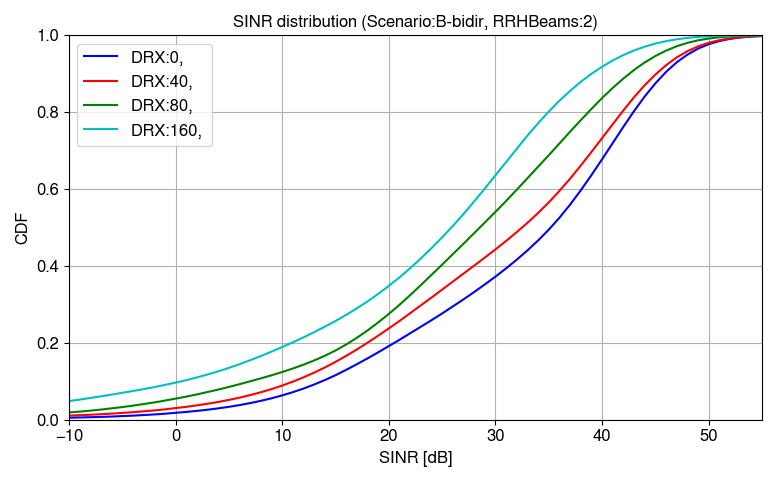 SINR distribution (Scenario:B-bidir, RRHBeams:2)
DRX:0,
DRX:40,
DRX:80,
DRX:160,
CDF
1.0
0.8
0.6
0.4
0.2
0.0
−10 0 10 20 30 40 50
SINR [dB]